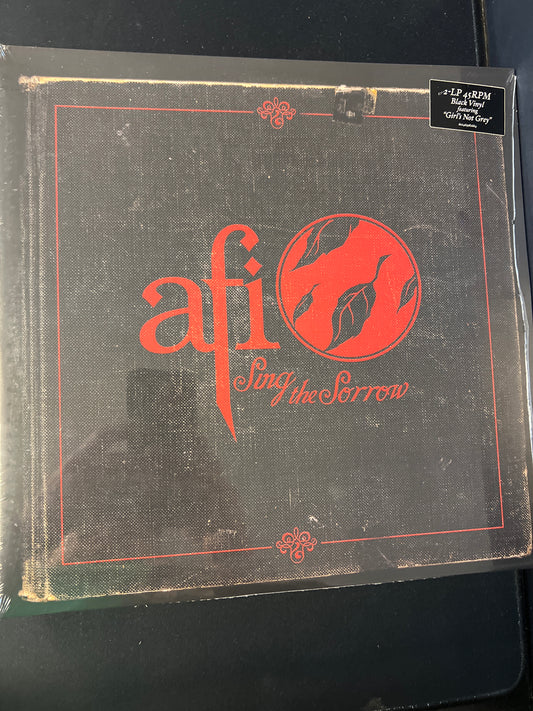 2-LP 45RPM
Black Vinyl
featuring
"Girl's Not Grey"
afi
Sing the Sorrow